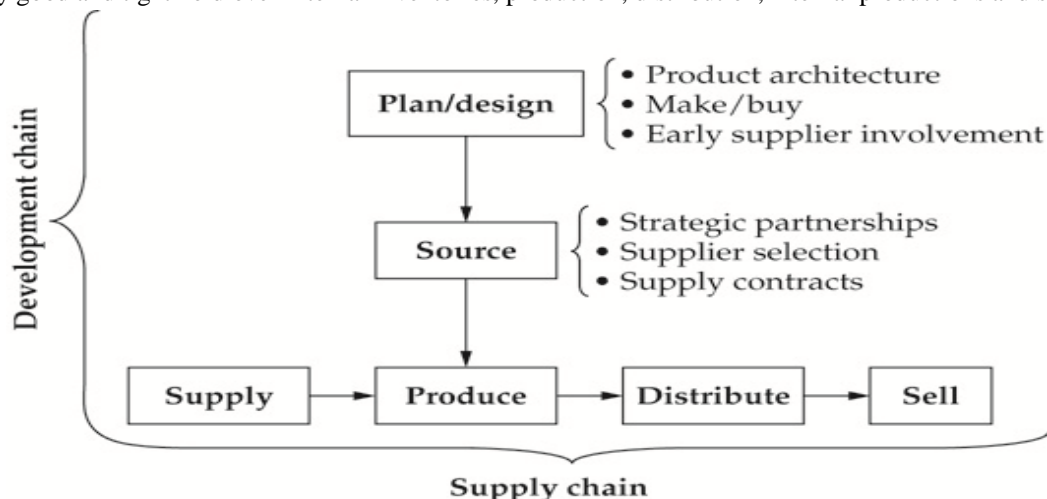 Plan/design
• Product architecture
• Make/buy
• Early supplier involvement
Development chain
Source
• Strategic partnerships
• Supplier selection
• Supply contracts
Supply
Produce
Distribute
Sell
Supply chain